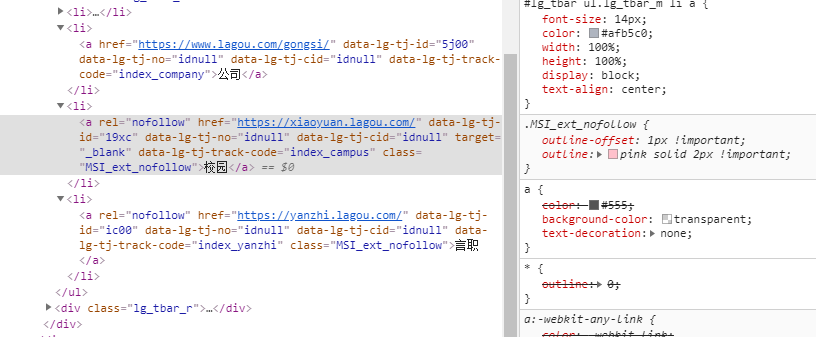 <li>…</li>
<li>
<a href="https://www.lagou.com/gongsi/" data-lg-tj-id="5j00"
data-lg-tj-no="idnull" data-lg-tj-cid="idnull" data-lg-tj-track-
code="index_company">公司</a>
</li>
<li>
<a rel="nofollow" href="https://xiaoyuan.lagou.com/" data-lg-tj-
id="19xc" data-lg-tj-no="idnull" data-lg-tj-cid="idnull" target=
"_blank" data-lg-tj-track-code="index_campus" class=
"MSI_ext_nofollow">校园</a> == $0
</li>
<li>
<a rel="nofollow" href="https://yanzhi.lagou.com/" data-lg-tj-
id="ic00" data-lg-tj-no="idnull" data-lg-tj-cid="idnull" data-
lg-tj-track-code="index_yanzhi" class="MSI_ext_nofollow">言职
</a>
</li>
</ul>
<div class="lg_tbar_r">…</div>
</div>
#lg_tbar ul.lg_tbar_m li a {
font-size: 14px;
color: #afb5c0;
width: 100%;
height: 100%;
display: block;
text-align: center;
}
.MSI_ext_nofollow {
outline-offset: 1px !important;
outline: pink solid 2px !important;
}
a {
color: #555;
background-color: transparent;
text-decoration: none;
}
* {
outline: 0;
}
a:-webkit-any-link {
color: -webkit-link;